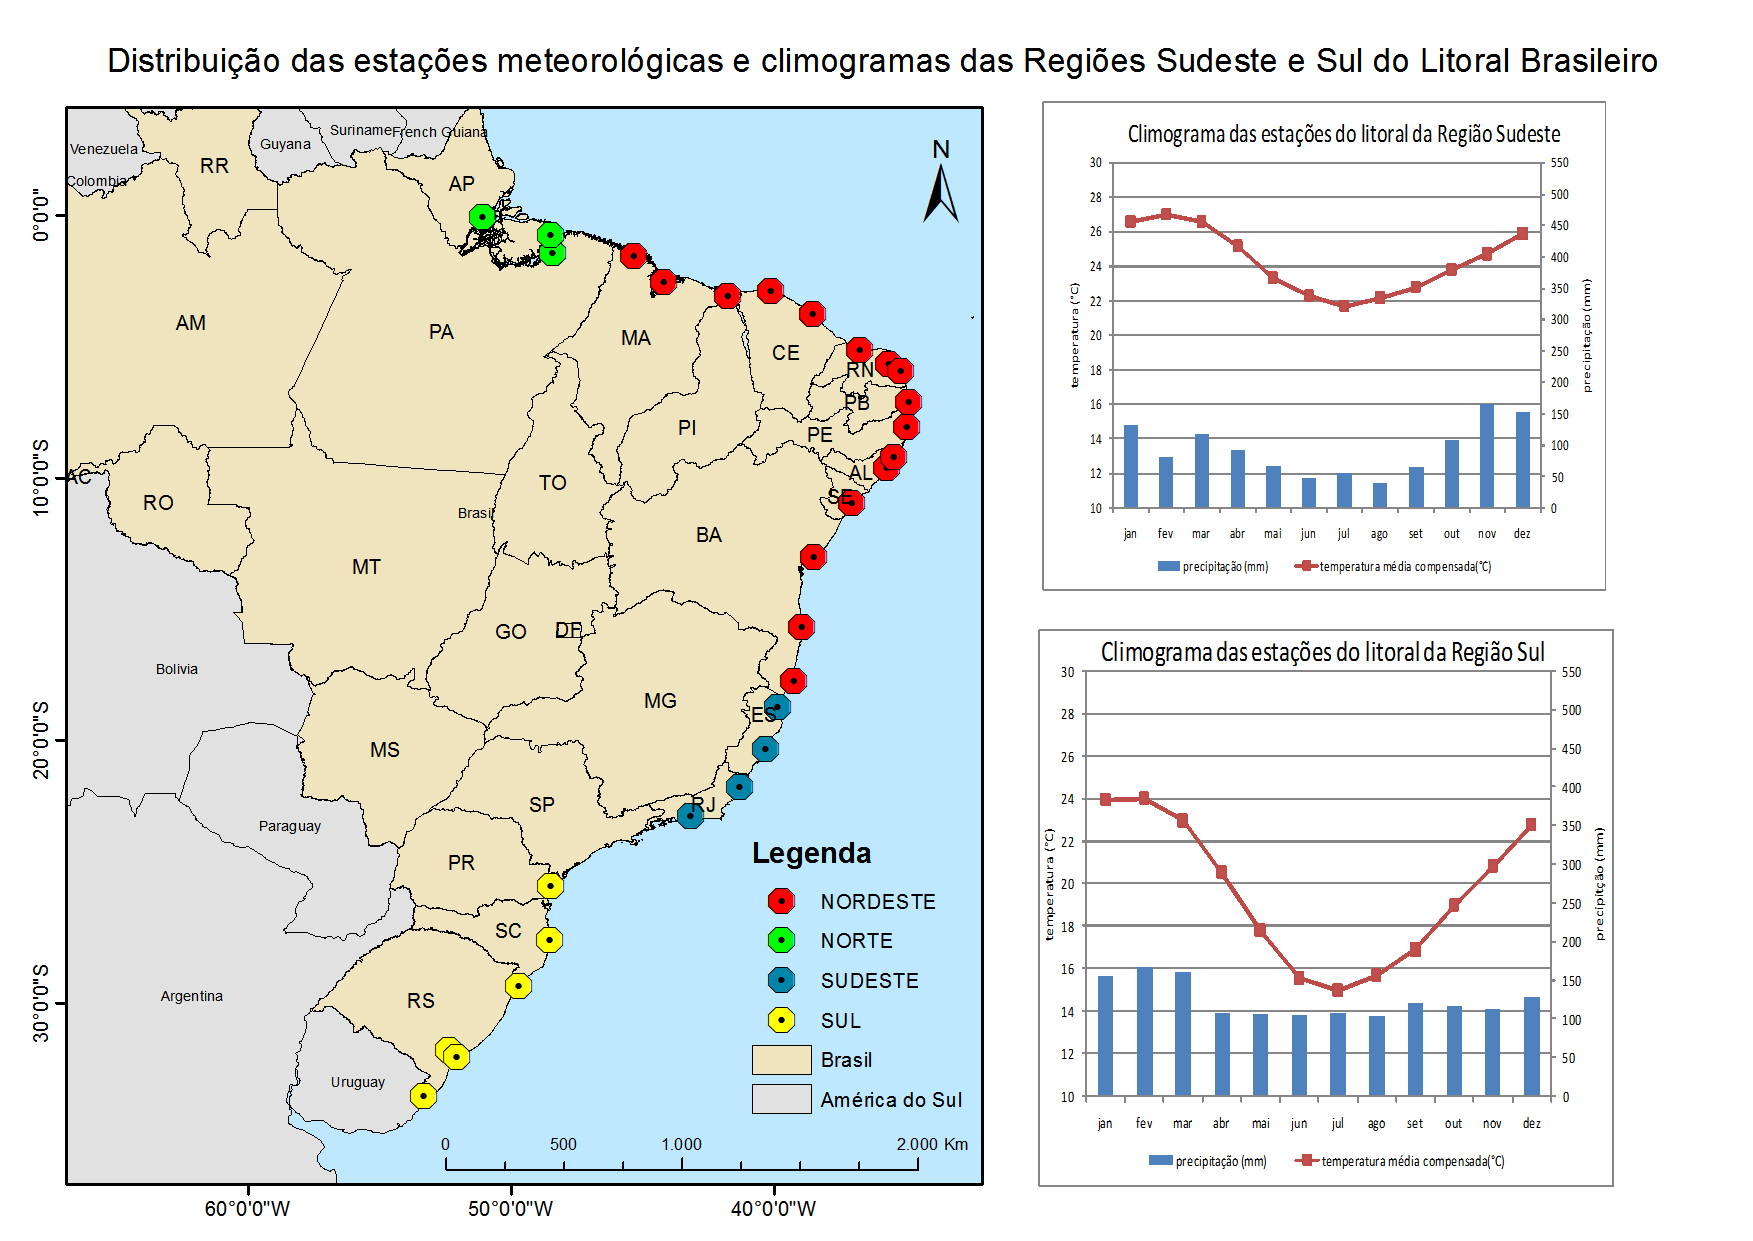 Distribuição das estações meteorológicas e climogramas das Regiões Sudeste e Sul do Litoral Brasileiro
Venezuela
Colombia
Guyana
Suriname
French Guiana
N
RR
AP
AM
PA
MA
CE
RN
PB
PE
PI
AL
SE
AC
RO
TO
BA
Brasil
MT
GO
DF
MG
ES
MS
SP
RJ
PR
SC
RS
Bolivia
Paraguay
Argentina
Uruguay
0°0'0"
10°0'0"S
20°0'0"S
30°0'0"S
60°0'0"W
50°0'0"W
40°0'0"W
Legenda
NORDESTE
NORTE
SUDESTE
SUL
Brasil
América do Sul
0 500 1.000 2.000 Km
Climograma das estações do litoral da Região Sudeste
temperatura (°C)
30
28
26
24
22
20
18
16
14
12
10
550
500
450
400
350
300
250
200
150
100
50
0
precipitação (mm)
jan fev mar abr mai jun jul ago set out nov dez
precipitação (mm) temperatura média compensada(°C)
Climograma das estações do litoral da Região Sul
temperatura (°C)
30
28
26
24
22
20
18
16
14
12
10
550
500
450
400
350
300
250
200
150
100
50
0
precipitção (mm)
jan fev mar abr mai jun jul ago set out nov dez
precipitação (mm) temperatura média compensada(°C)